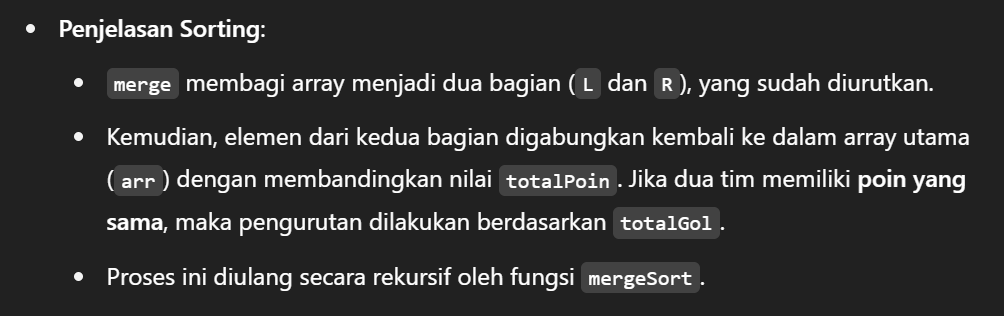 Penjelasan Sorting:
merge membagi array menjadi dua bagian (L dan R), yang sudah diurutkan.
Kemudian, elemen dari kedua bagian digabungkan kembali ke dalam array utama
(arr) dengan membandingkan nilai totalPoin. Jika dua tim memiliki poin yang
sama, maka pengurutan dilakukan berdasarkan totalGol.
Proses ini diulang secara rekursif oleh fungsi mergeSort.